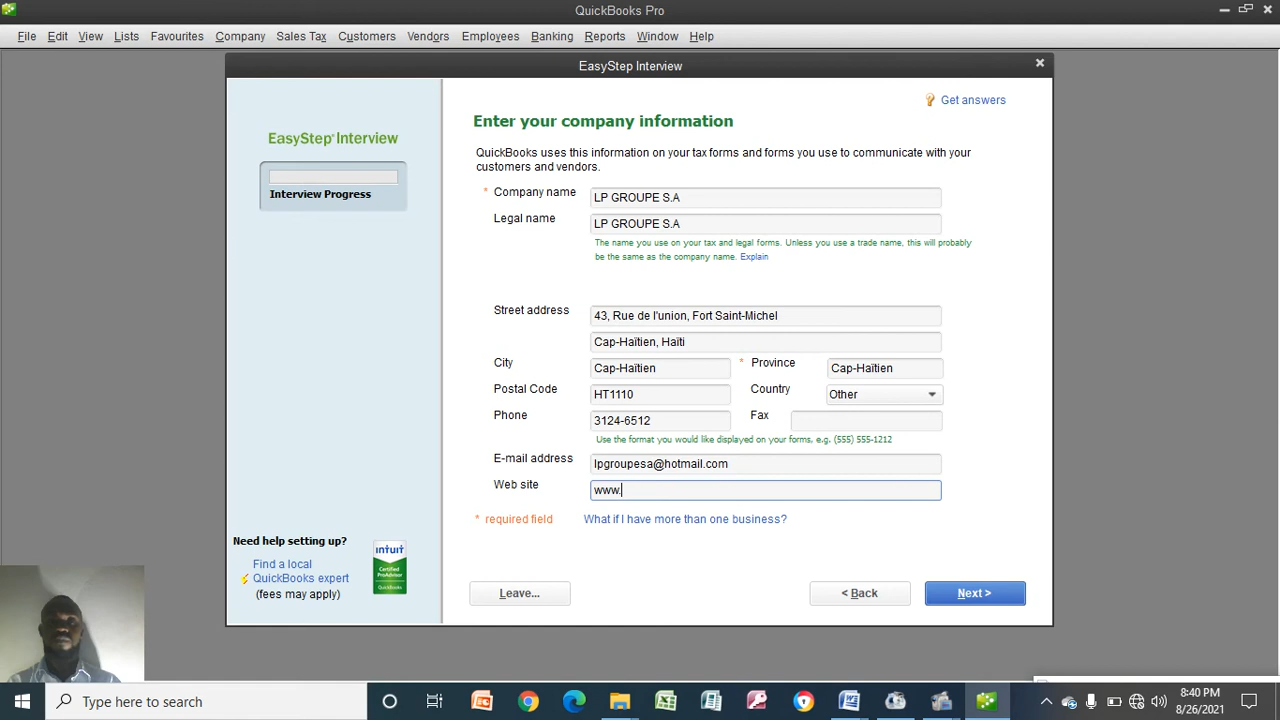 QuickBooks Pro
File Edit View Lists Favourites Company Sales Tax Customers Vendors Employees Banking Reports Window Help
EasyStep Interview
Get answers
EasyStep Interview
Interview Progress
Enter your company information
QuickBooks uses this information on your tax forms and forms you use to communicate with your
customers and vendors.
* Company name LP GROUPE S.A
Legal name LP GROUPE S.A
The name you use on your tax and legal forms. Unless you use a trade name, this will probably
be the same as the company name. Explain
Street address 43, Rue de l'union, Fort Saint-Michel
Cap-Haïtien, Haïti
City Cap-Haïtien * Province Cap-Haïtien
Postal Code HT1110 Country Other
Phone 3124-6512 Fax
Use the format you would like displayed on your forms, e.g. (555) 555-1212
E-mail address lpgroupesa@hotmail.com
Web site www.
* required field What if I have more than one business?
Need help setting up?
Find a local
QuickBooks expert
(fees may apply)
intuit
Certified
ProAdvisor
QuickBooks
Leave... < Back Next >
Type here to search
8:40 PM
8/26/2021